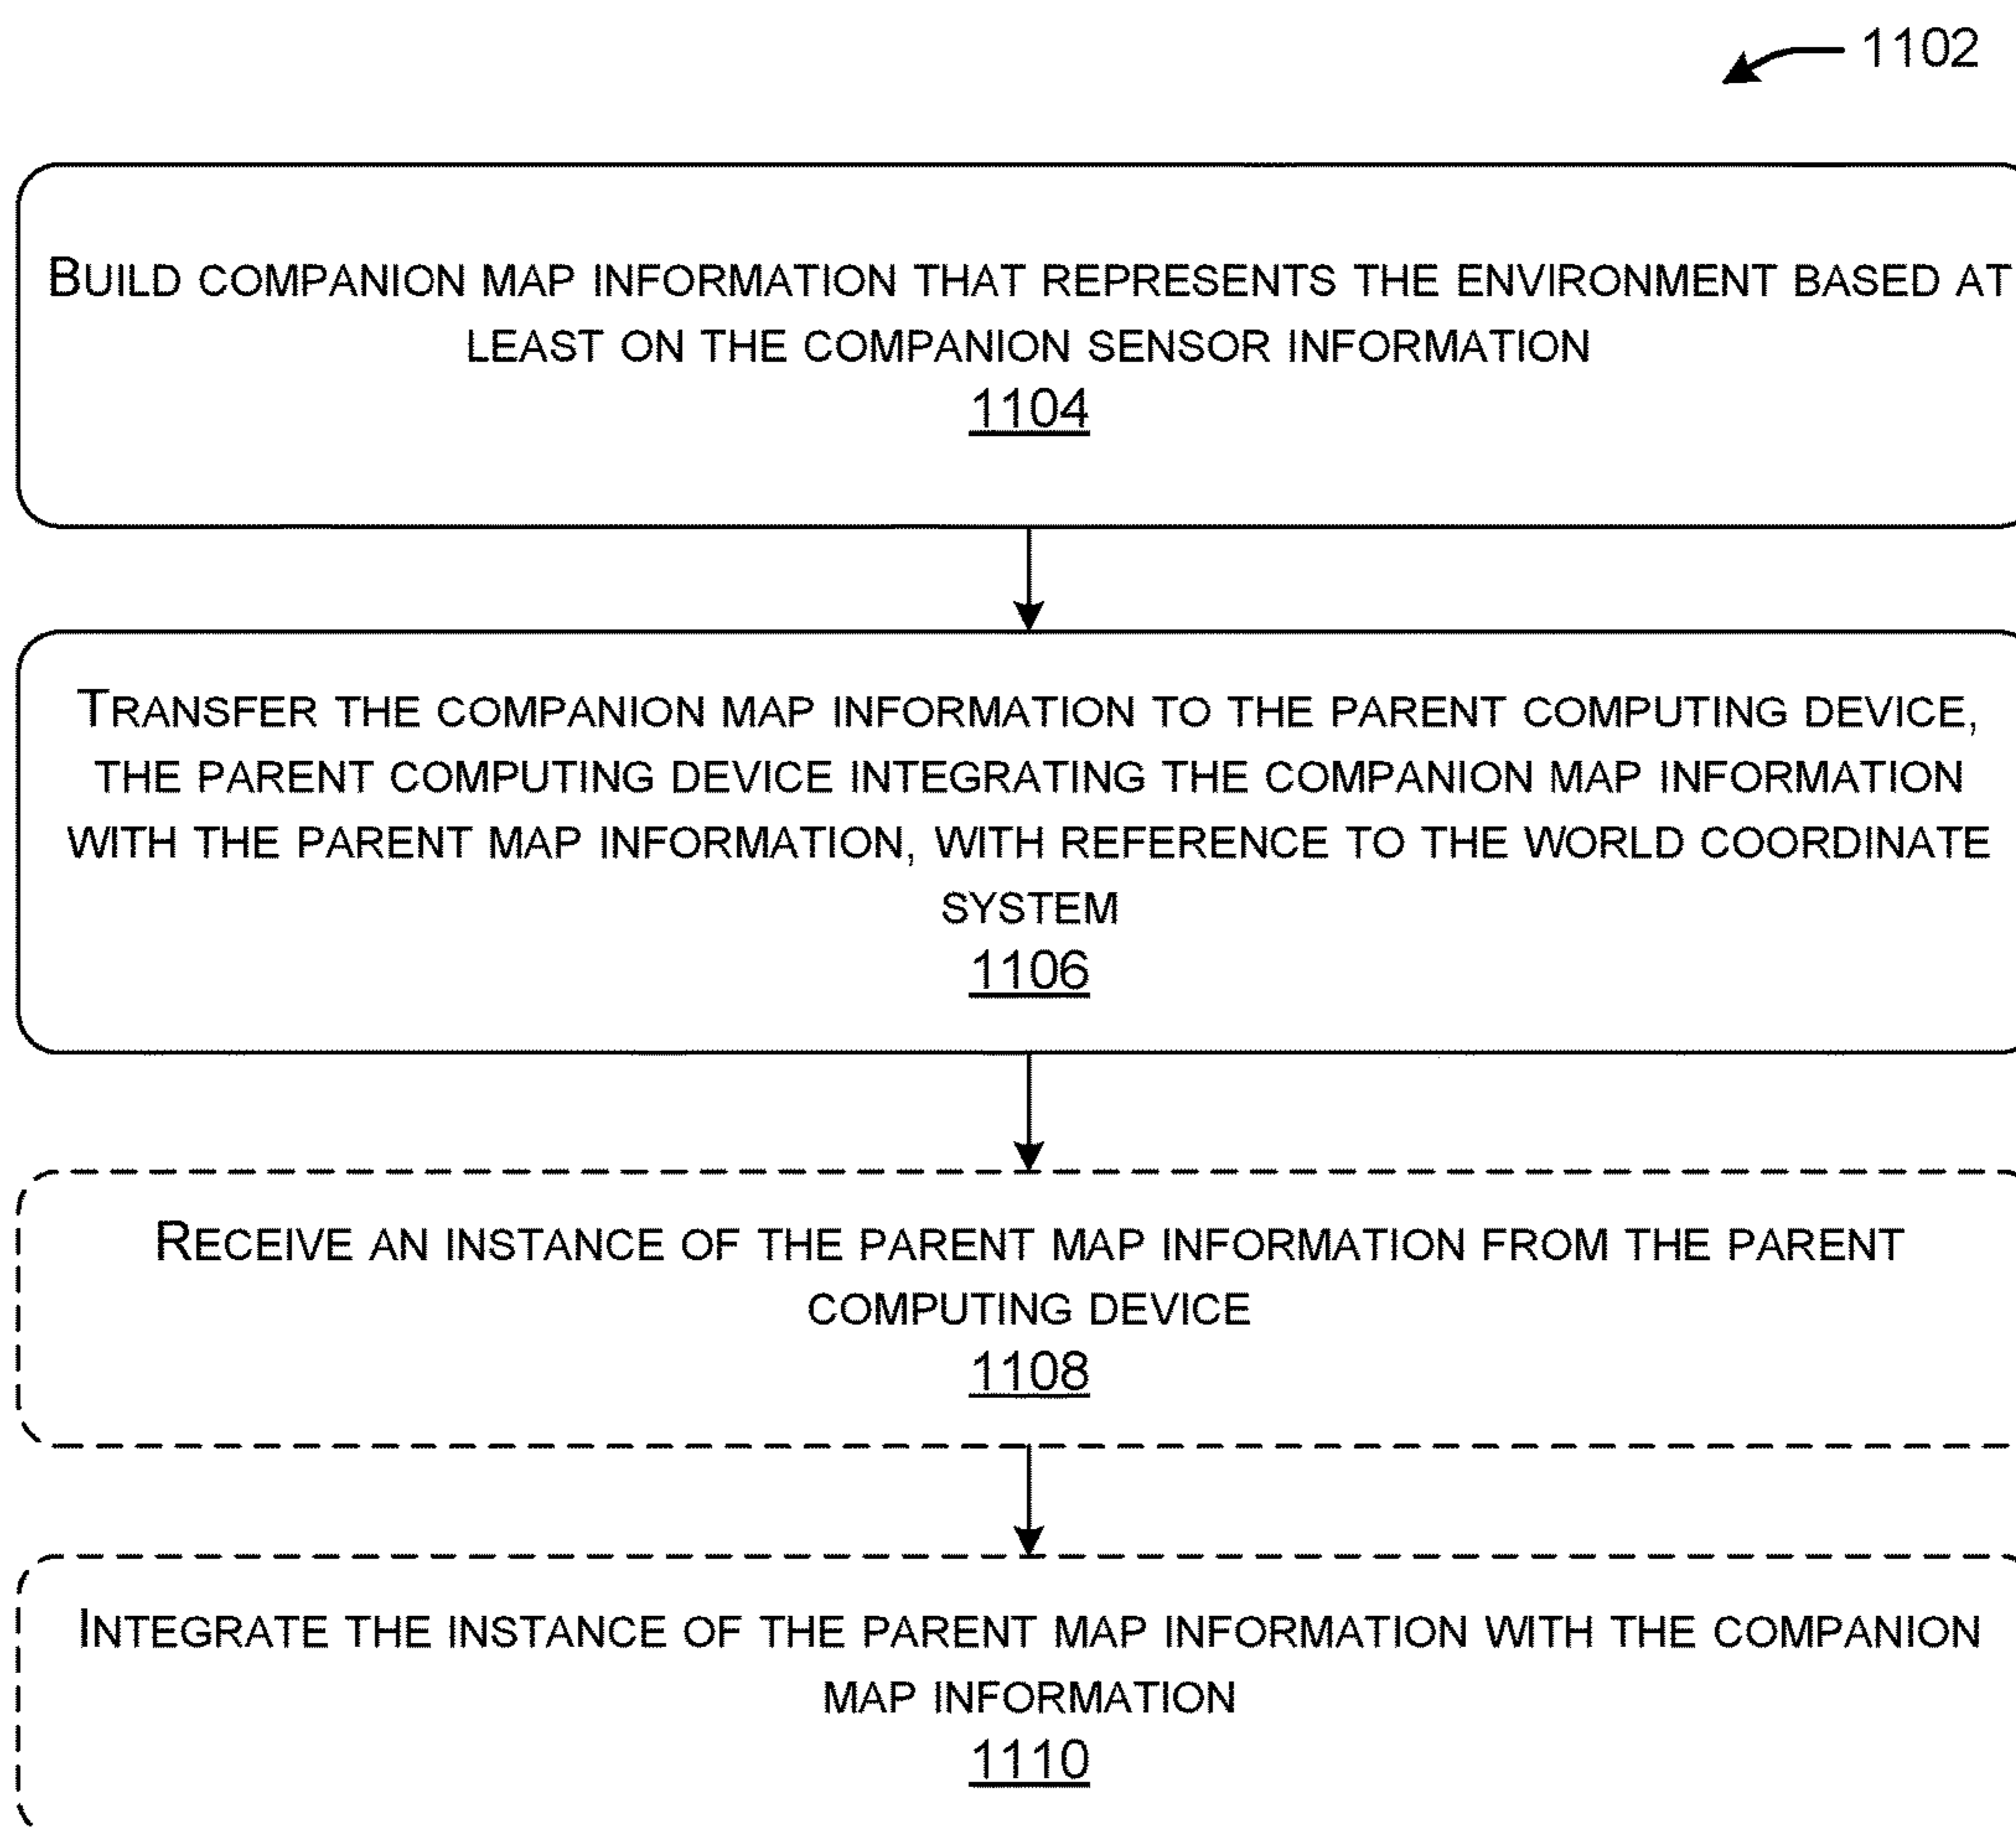 1102
BUILD COMPANION MAP INFORMATION THAT REPRESENTS THE ENVIRONMENT BASED AT
LEAST ON THE COMPANION SENSOR INFORMATION
1104
TRANSFER THE COMPANION MAP INFORMATION TO THE PARENT COMPUTING DEVICE,
THE PARENT COMPUTING DEVICE INTEGRATING THE COMPANION MAP INFORMATION
WITH THE PARENT MAP INFORMATION, WITH REFERENCE TO THE WORLD COORDINATE
SYSTEM
1106
RECEIVE AN INSTANCE OF THE PARENT MAP INFORMATION FROM THE PARENT
COMPUTING DEVICE
1108
INTEGRATE THE INSTANCE OF THE PARENT MAP INFORMATION WITH THE COMPANION
MAP INFORMATION
1110